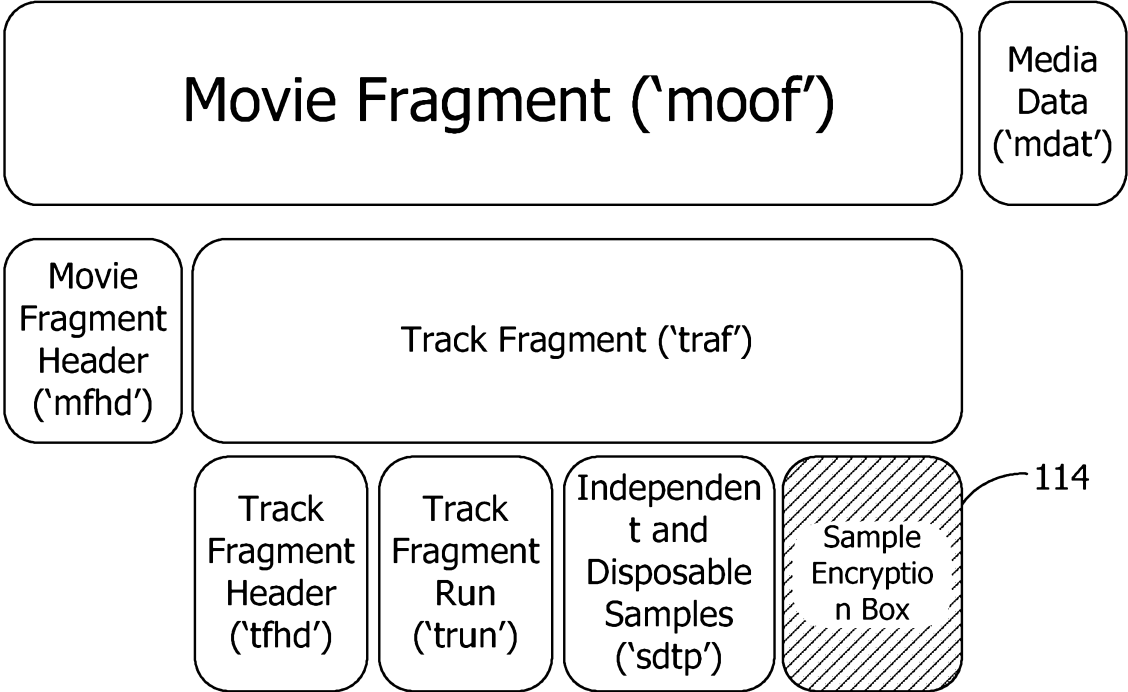 Movie Fragment (‘moof’)
Media
Data
(‘mdat’)
Movie
Fragment
Header
(‘mfhd’)
Track Fragment (‘traf’)
Track
Fragment
Header
(‘tfhd’)
Track
Fragment
Run
(‘trun’)
Independen
t and
Disposable
Samples
(‘sdtp’)
Sample
Encryptio
n Box
114